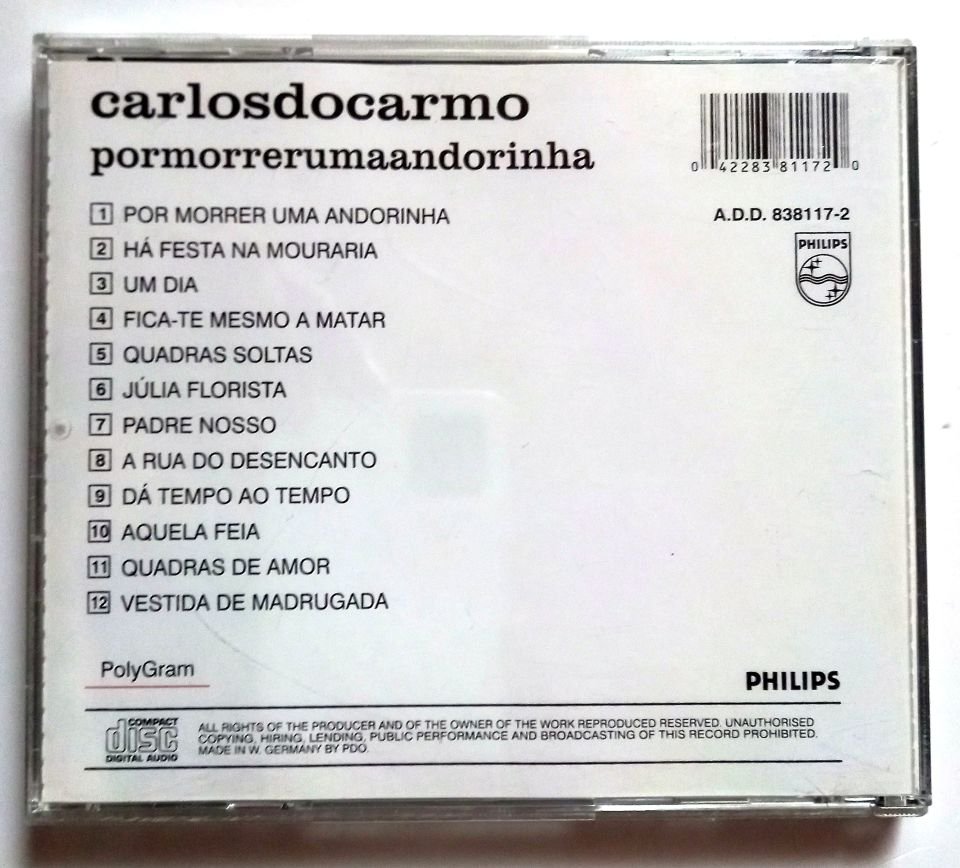 carlosdocarmo
pormorrerumaandorinha
0 42283 81172 0
A.D.D. 838117-2
PHILIPS
1 POR MORRER UMA ANDORINHA
2 HÁ FESTA NA MOURARIA
3 UM DIA
4 FICA-TE MESMO A MATAR
5 QUADRAS SOLTAS
6 JÚLIA FLORISTA
7 PADRE NOSSO
8 A RUA DO DESENCANTO
9 DÁ TEMPO AO TEMPO
10 AQUELA FEIA
11 QUADRAS DE AMOR
12 VESTIDA DE MADRUGADA
PolyGram
PHILIPS
COMPACT
disc
DIGITAL AUDIO
ALL RIGHTS OF THE PRODUCER AND OF THE OWNER OF THE WORK REPRODUCED RESERVED. UNAUTHORISED
COPYING, HIRING, LENDING, PUBLIC PERFORMANCE AND BROADCASTING OF THIS RECORD PROHIBITED.
MADE IN W. GERMANY BY PDO.